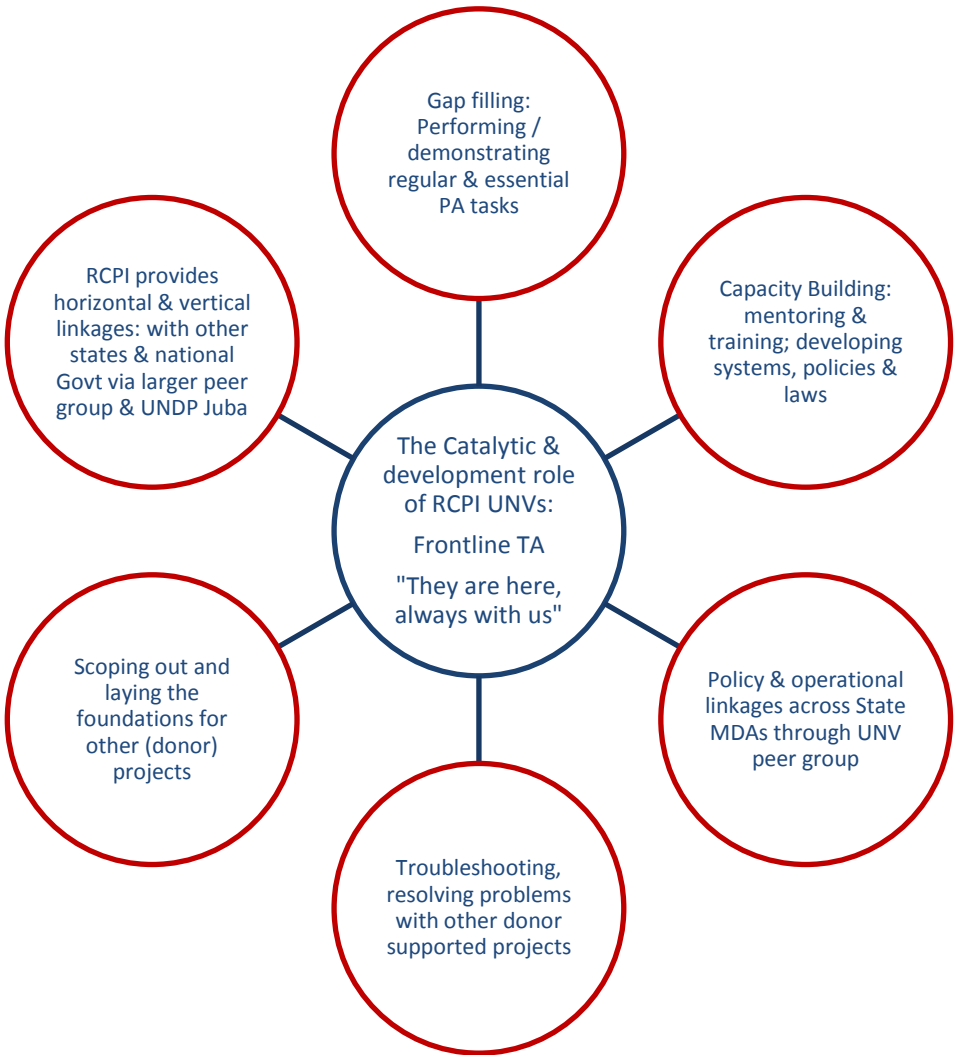 Gap filling:
Performing /
demonstrating
regular & essential
PA tasks
RCPI provides
horizontal & vertical
linkages: with other
states & national
Govt via larger peer
group & UNDP Juba
Capacity Building:
mentoring &
training; developing
systems, policies &
laws
The Catalytic &
development role
of RCPI UNVs:
Frontline TA
"They are here,
always with us"
Scoping out and
laying the
foundations for
other (donor)
projects
Policy & operational
linkages across State
MDAs through UNV
peer group
Troubleshooting,
resolving problems
with other donor
supported projects